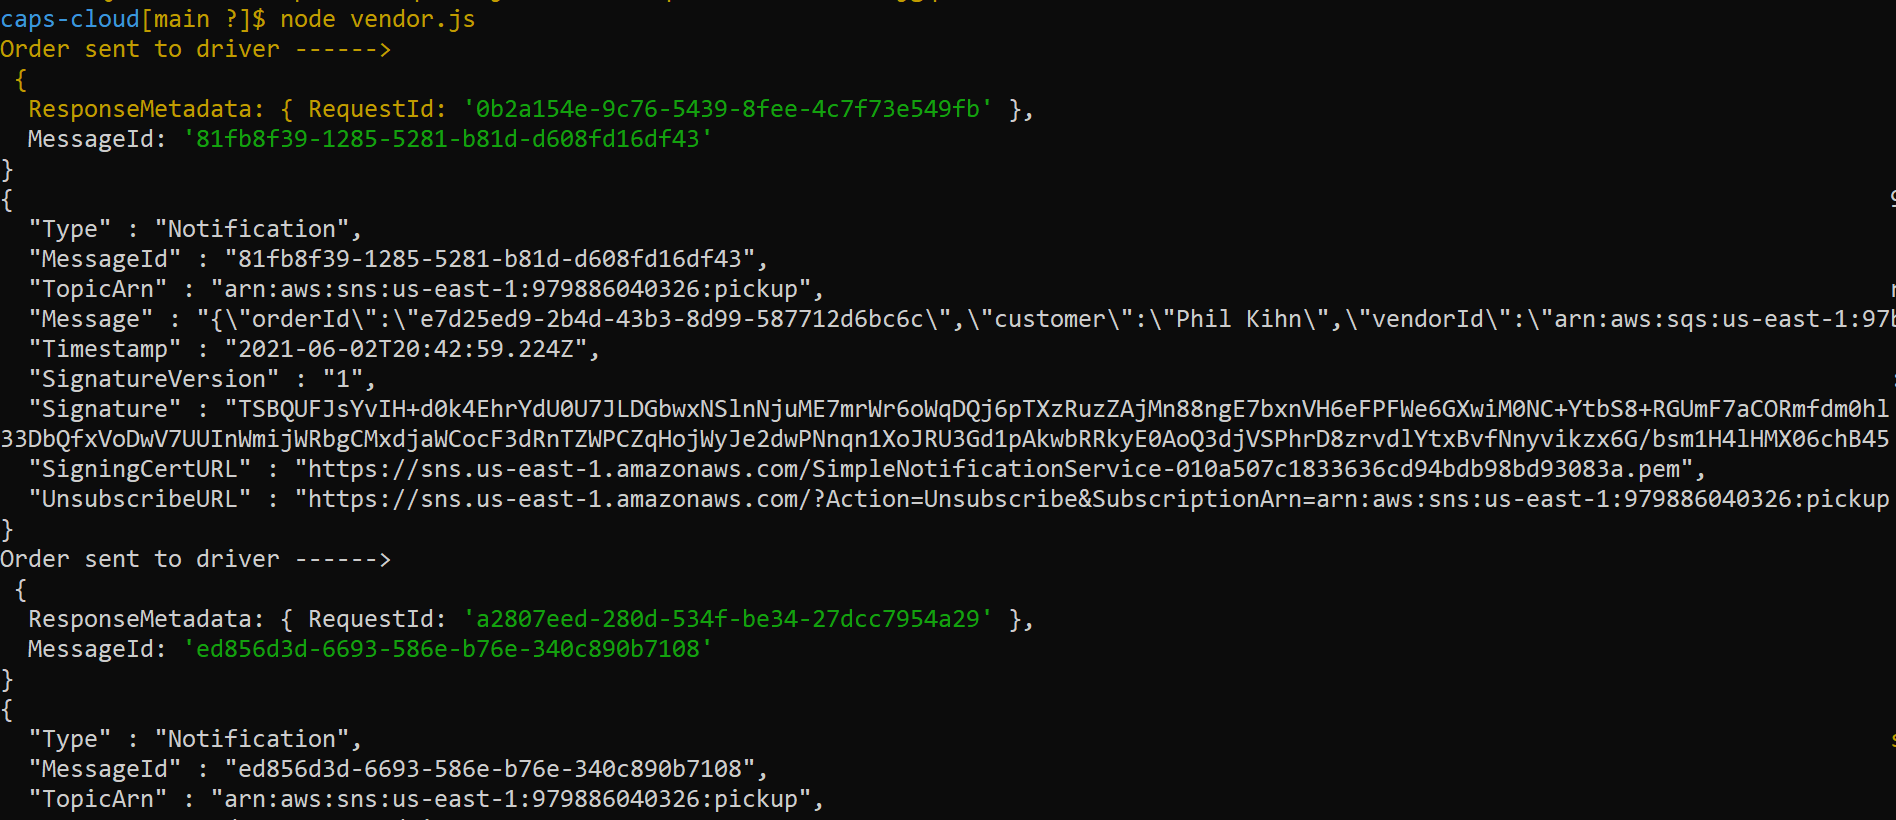 caps-cloud[main ?]$ node vendor.js
Order sent to driver ------>
 {
  ResponseMetadata: { RequestId: '0b2a154e-9c76-5439-8fee-4c7f73e549fb' },
  MessageId: '81fb8f39-1285-5281-b81d-d608fd16df43'
}
{
  "Type" : "Notification",
  "MessageId" : "81fb8f39-1285-5281-b81d-d608fd16df43",
  "TopicArn" : "arn:aws:sns:us-east-1:979886040326:pickup",
  "Message" : "{\"orderId\":\"e7d25ed9-2b4d-43b3-8d99-587712d6bc6c\",\"customer\":\"Phil Kihn\",\"vendorId\":\"arn:aws:sqs:us-east-1:97
  "Timestamp" : "2021-06-02T20:42:59.224Z",
  "SignatureVersion" : "1",
  "Signature" : "TSBQUFJsYvIH+d0k4EhrYdU0U7JLDGbwxNSlnNjuME7mrWr6oWqDQj6pTXzRuzZAjMn88ngE7bxnVH6eFPFWe6GXwiM0NC+YtbS8+RGUmF7aCORmfdm0hl
33DbQfxVoDwV7UUInWmijWRbgCMxdjaWCocF3dRnTZWPCZqHojWyJe2dwPNnqn1XoJRU3Gd1pAkwbRRkyE0AoQ3djVSPhrD8zrvdlYtxBvfNnyvikzx6G/bsm1H4lHMX06chB45
  "SigningCertURL" : "https://sns.us-east-1.amazonaws.com/SimpleNotificationService-010a507c1833636cd94bdb98bd93083a.pem",
  "UnsubscribeURL" : "https://sns.us-east-1.amazonaws.com/?Action=Unsubscribe&SubscriptionArn=arn:aws:sns:us-east-1:979886040326:pickup
}
Order sent to driver ------>
 {
  ResponseMetadata: { RequestId: 'a2807eed-280d-534f-be34-27dcc7954a29' },
  MessageId: 'ed856d3d-6693-586e-b76e-340c890b7108'
}
{
  "Type" : "Notification",
  "MessageId" : "ed856d3d-6693-586e-b76e-340c890b7108",
  "TopicArn" : "arn:aws:sns:us-east-1:979886040326:pickup",